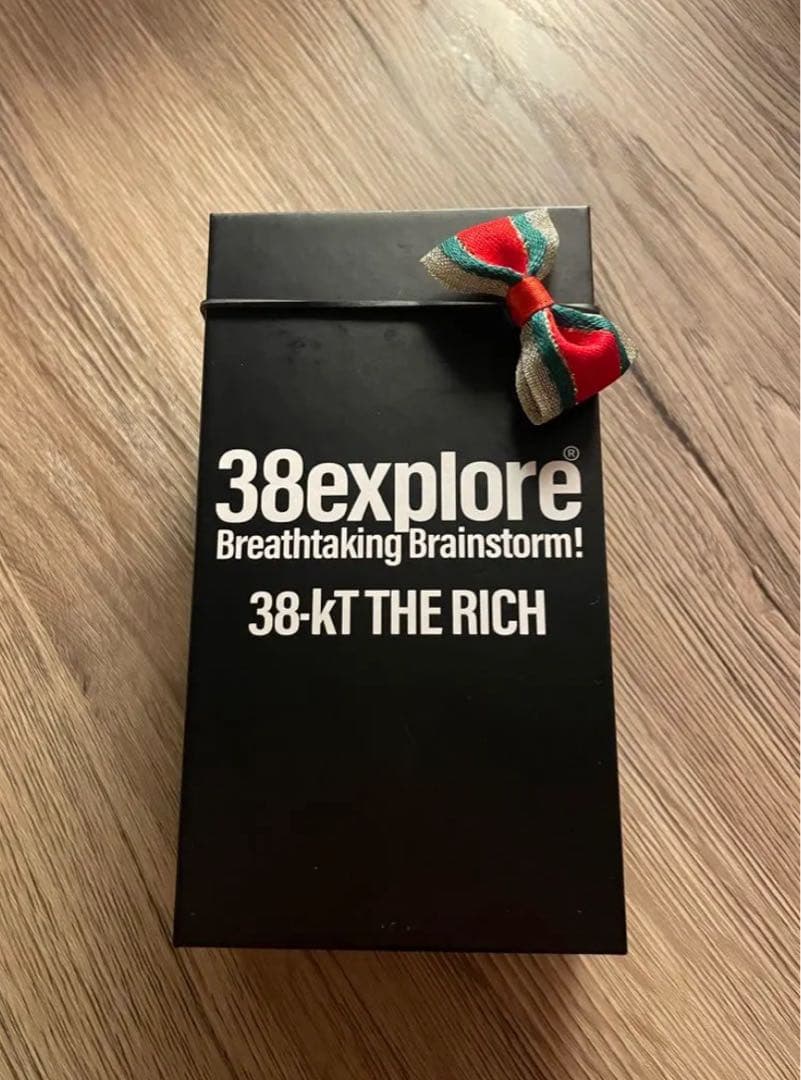 38explore®
Breathtaking Brainstorm!
38-kT THE RICH